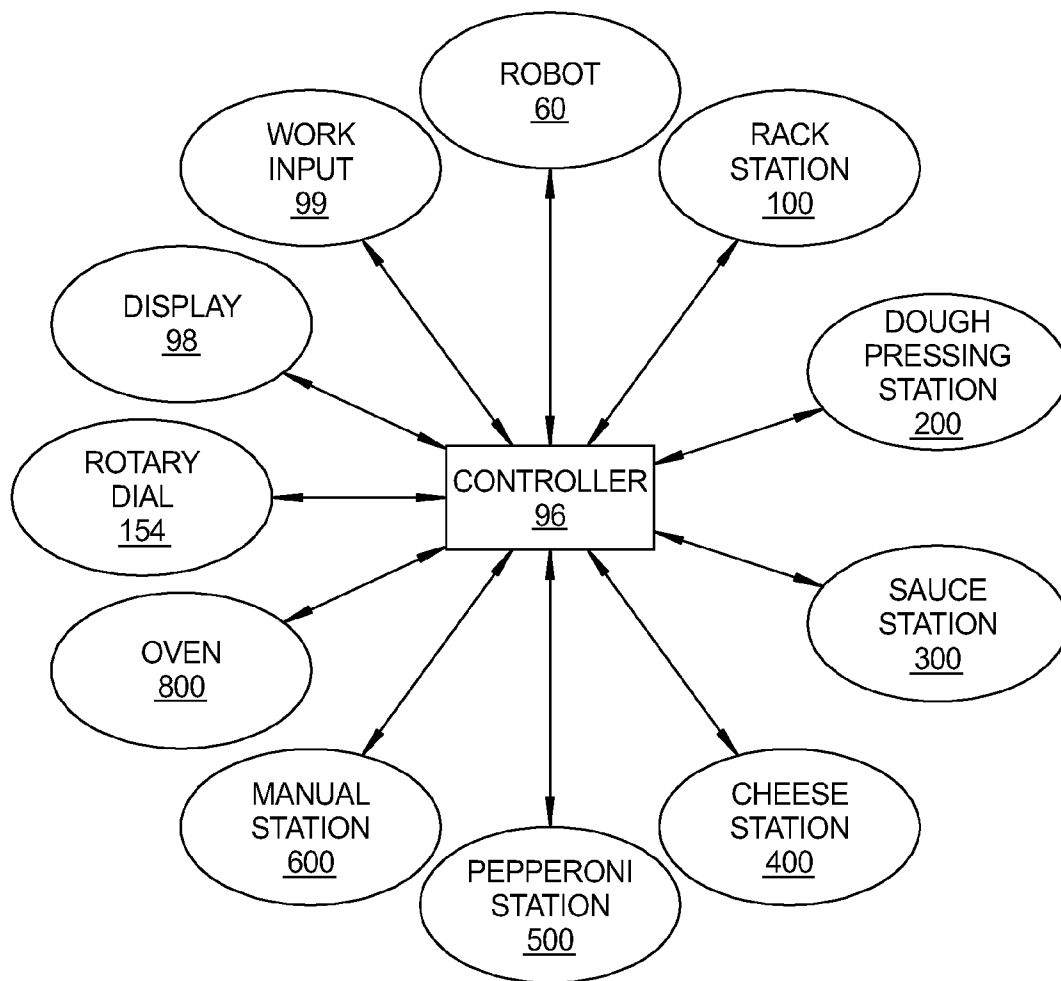 ROBOT
60
WORK
INPUT
99
RACK
STATION
100
DISPLAY
98
DOUGH
PRESSING
STATION
200
ROTARY
DIAL
154
CONTROLLER
96
SAUCE
STATION
300
OVEN
800
MANUAL
STATION
600
CHEESE
STATION
400
PEPPERONI
STATION
500